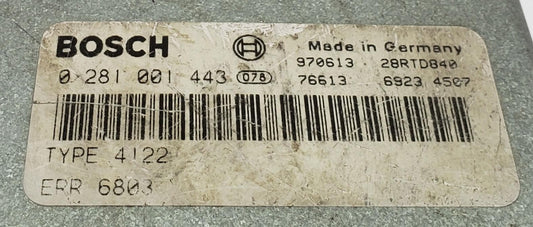 BOSCH
Made in Germany
970613 28RTD840
0 281 001 443 078
76613 6923 4507
TYPE 4122
ERR 6803